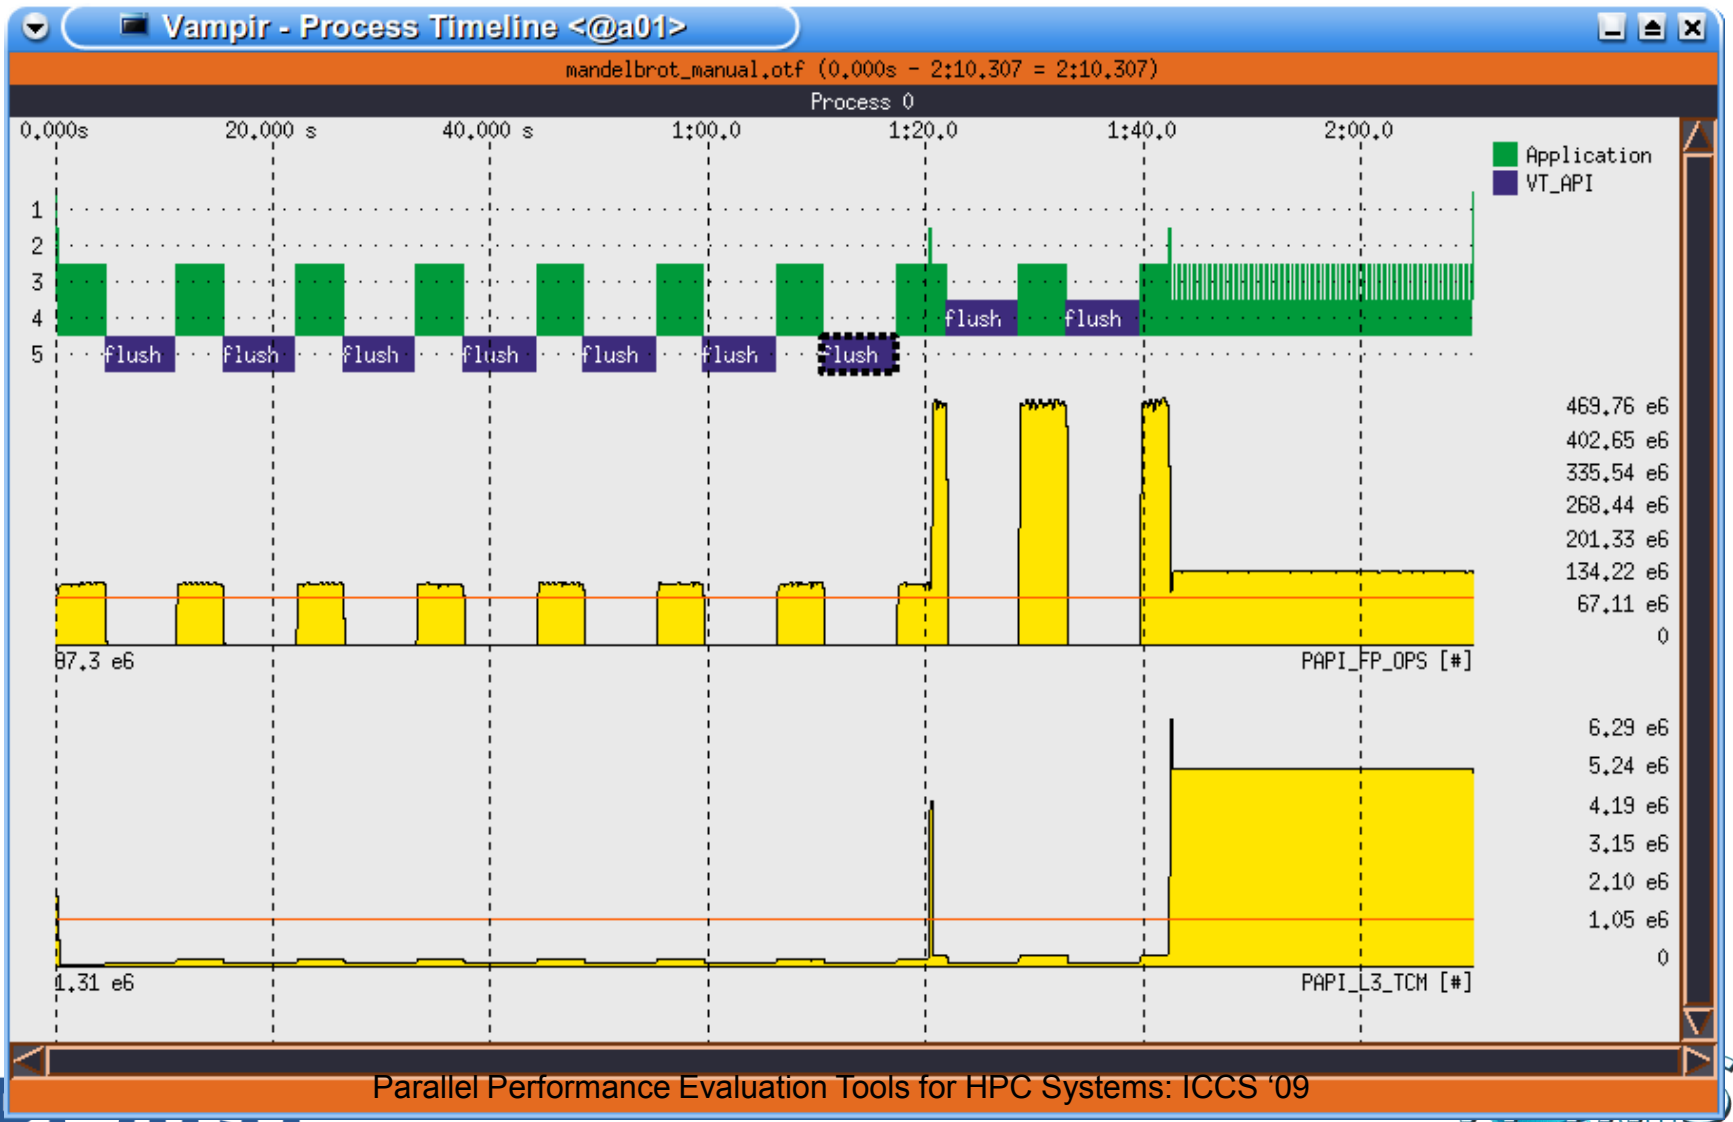 Vampir - Process Timeline <@a01>
mandelbrot_manual.otf (0.000s - 2:10.307 = 2:10.307)
Process 0
0.000s 20.000 s 40.000 s 1:00.0 1:20.0 1:40.0 2:00.0
Application
VT_API
1
2
3
4 flush flush
5 flush flush flush flush flush flush flush
469.76 e6
402.65 e6
335.54 e6
268.44 e6
201.33 e6
134.22 e6
67.11 e6
0
87.3 e6 PAPI_FP_OPS [#]
6.29 e6
5.24 e6
4.19 e6
3.15 e6
2.10 e6
1.05 e6
0
1.31 e6 PAPI_L3_TCM [#]
Parallel Performance Evaluation Tools for HPC Systems: ICCS ‘09